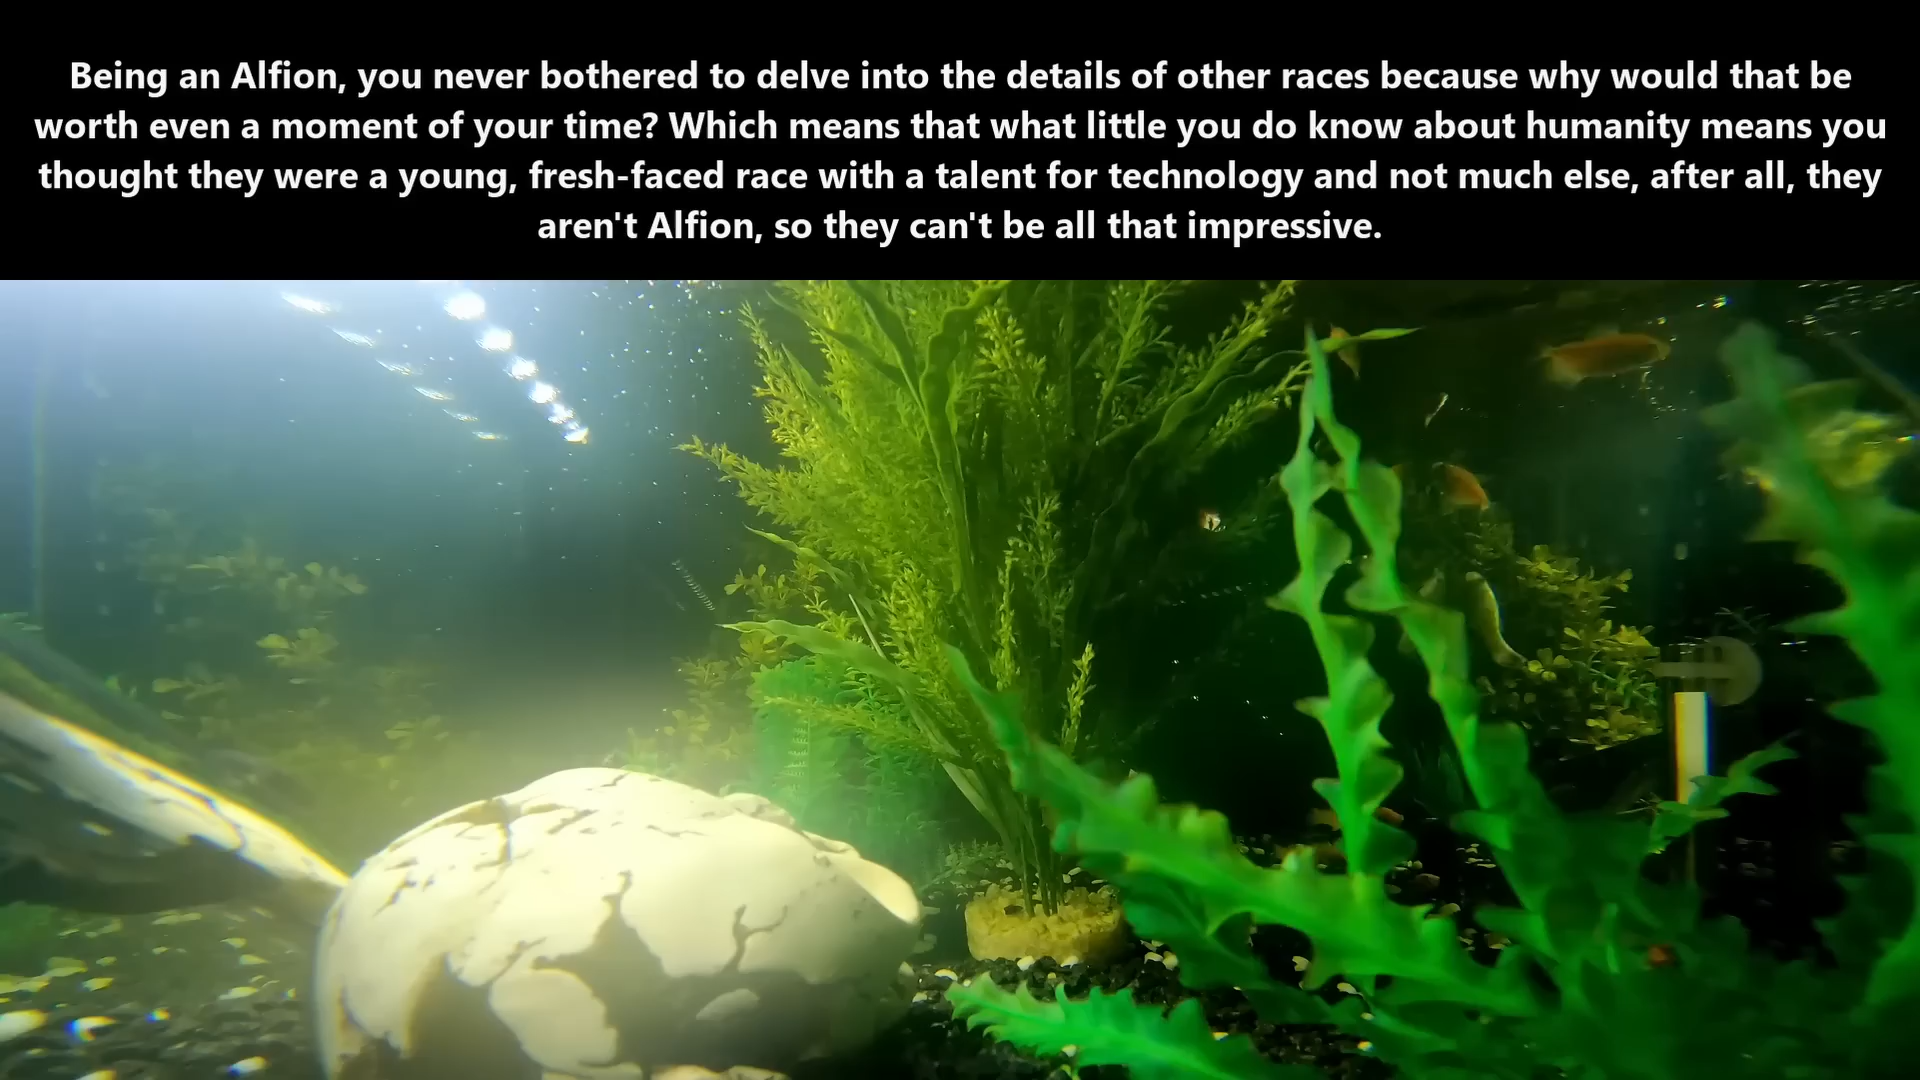 Being an Alfion, you never bothered to delve into the details of other races because why would that be
worth even a moment of your time? Which means that what little you do know about humanity means you
thought they were a young, fresh-faced race with a talent for technology and not much else, after all, they
aren't Alfion, so they can't be all that impressive.